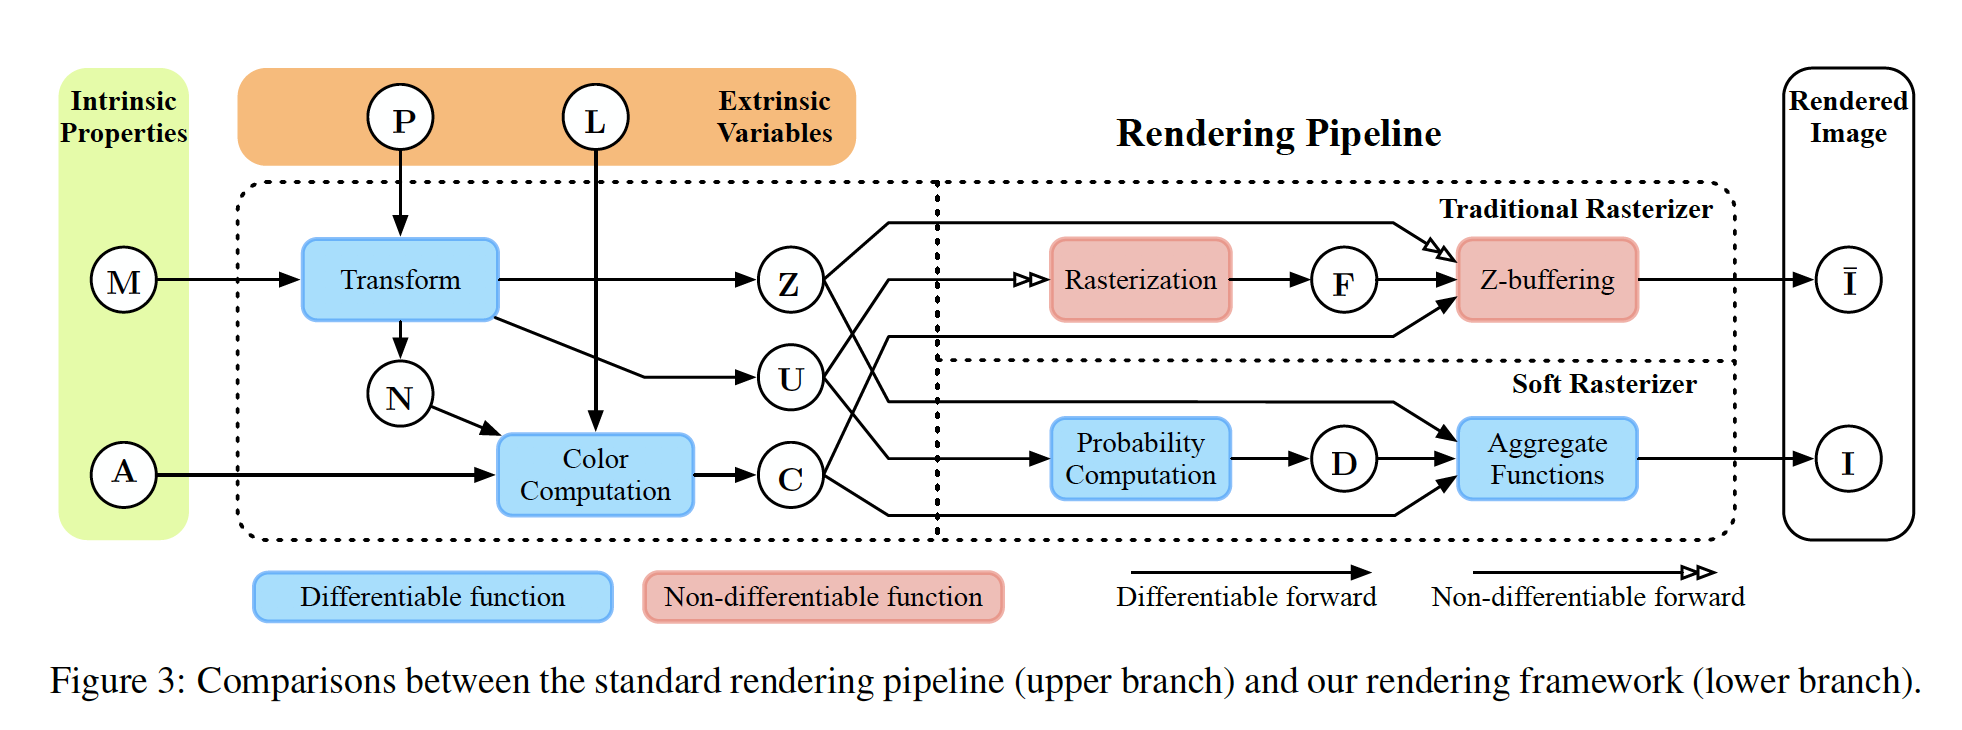 Intrinsic
Properties
P
L
Extrinsic
Variables
Rendering Pipeline
Rendered
Image
Traditional Rasterizer
M
Transform
Z
Rasterization
F
Z-buffering
Ī
N
U
Soft Rasterizer
A
Color
Computation
C
Probability
Computation
D
Aggregate
Functions
I
Differentiable function
Non-differentiable function
Differentiable forward
Non-differentiable forward
Figure 3: Comparisons between the standard rendering pipeline (upper branch) and our rendering framework (lower branch).